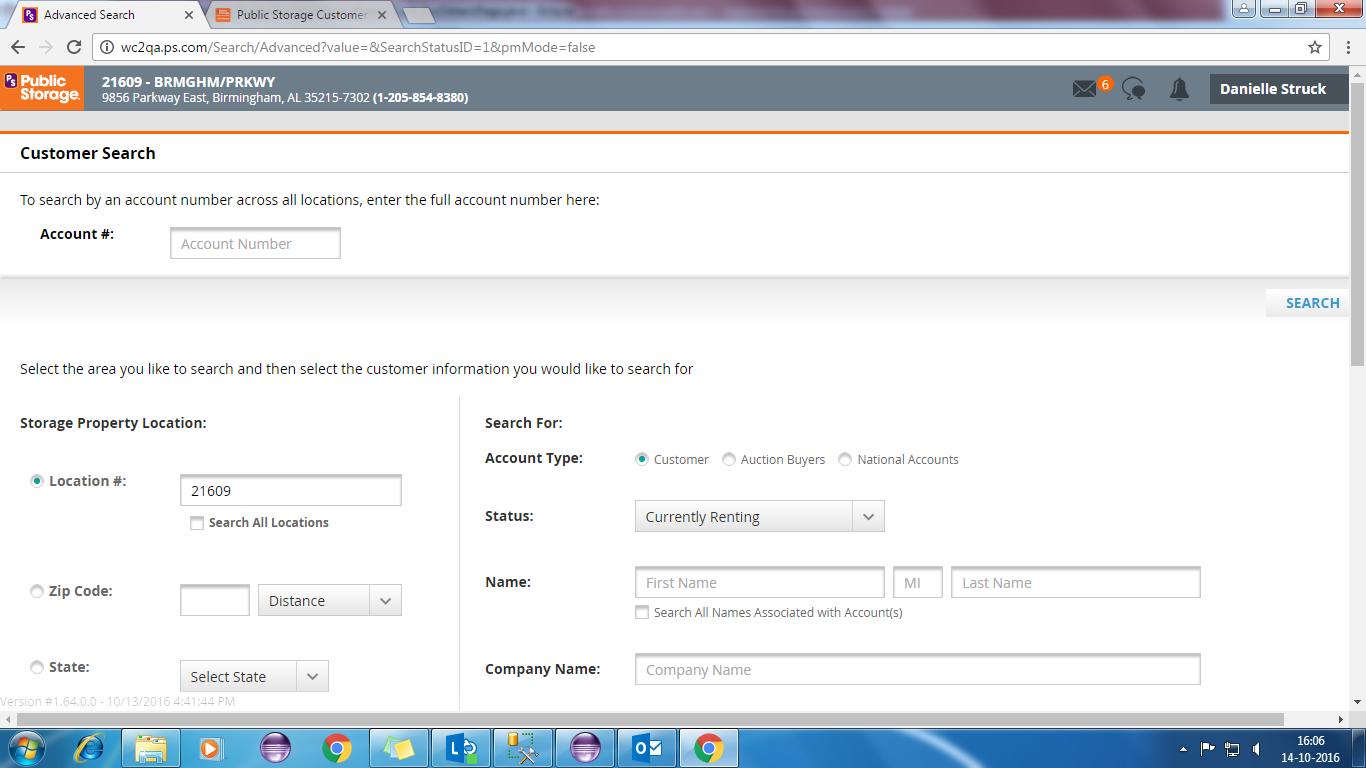 Advanced Search
Public Storage Customer
wc2qa.ps.com/Search/Advanced?value=&SearchStatusID=1&pmMode=false
PS Public Storage.
21609 - BRMGHM/PRKWY
9856 Parkway East, Birmingham, AL 35215-7302 (1-205-854-8380)
6
Danielle Struck
Customer Search
To search by an account number across all locations, enter the full account number here:
Account #:
Account Number
SEARCH
Select the area you like to search and then select the customer information you would like to search for
Storage Property Location:
Location #:
21609
Search All Locations
Zip Code:
Distance
State:
Select State
Search For:
Account Type:
Customer
Auction Buyers
National Accounts
Status:
Currently Renting
Name:
First Name
MI
Last Name
Search All Names Associated with Account(s)
Company Name:
Company Name
Version #1.64.0.0 - 10/13/2016 4:41:44 PM
16:06
14-10-2016